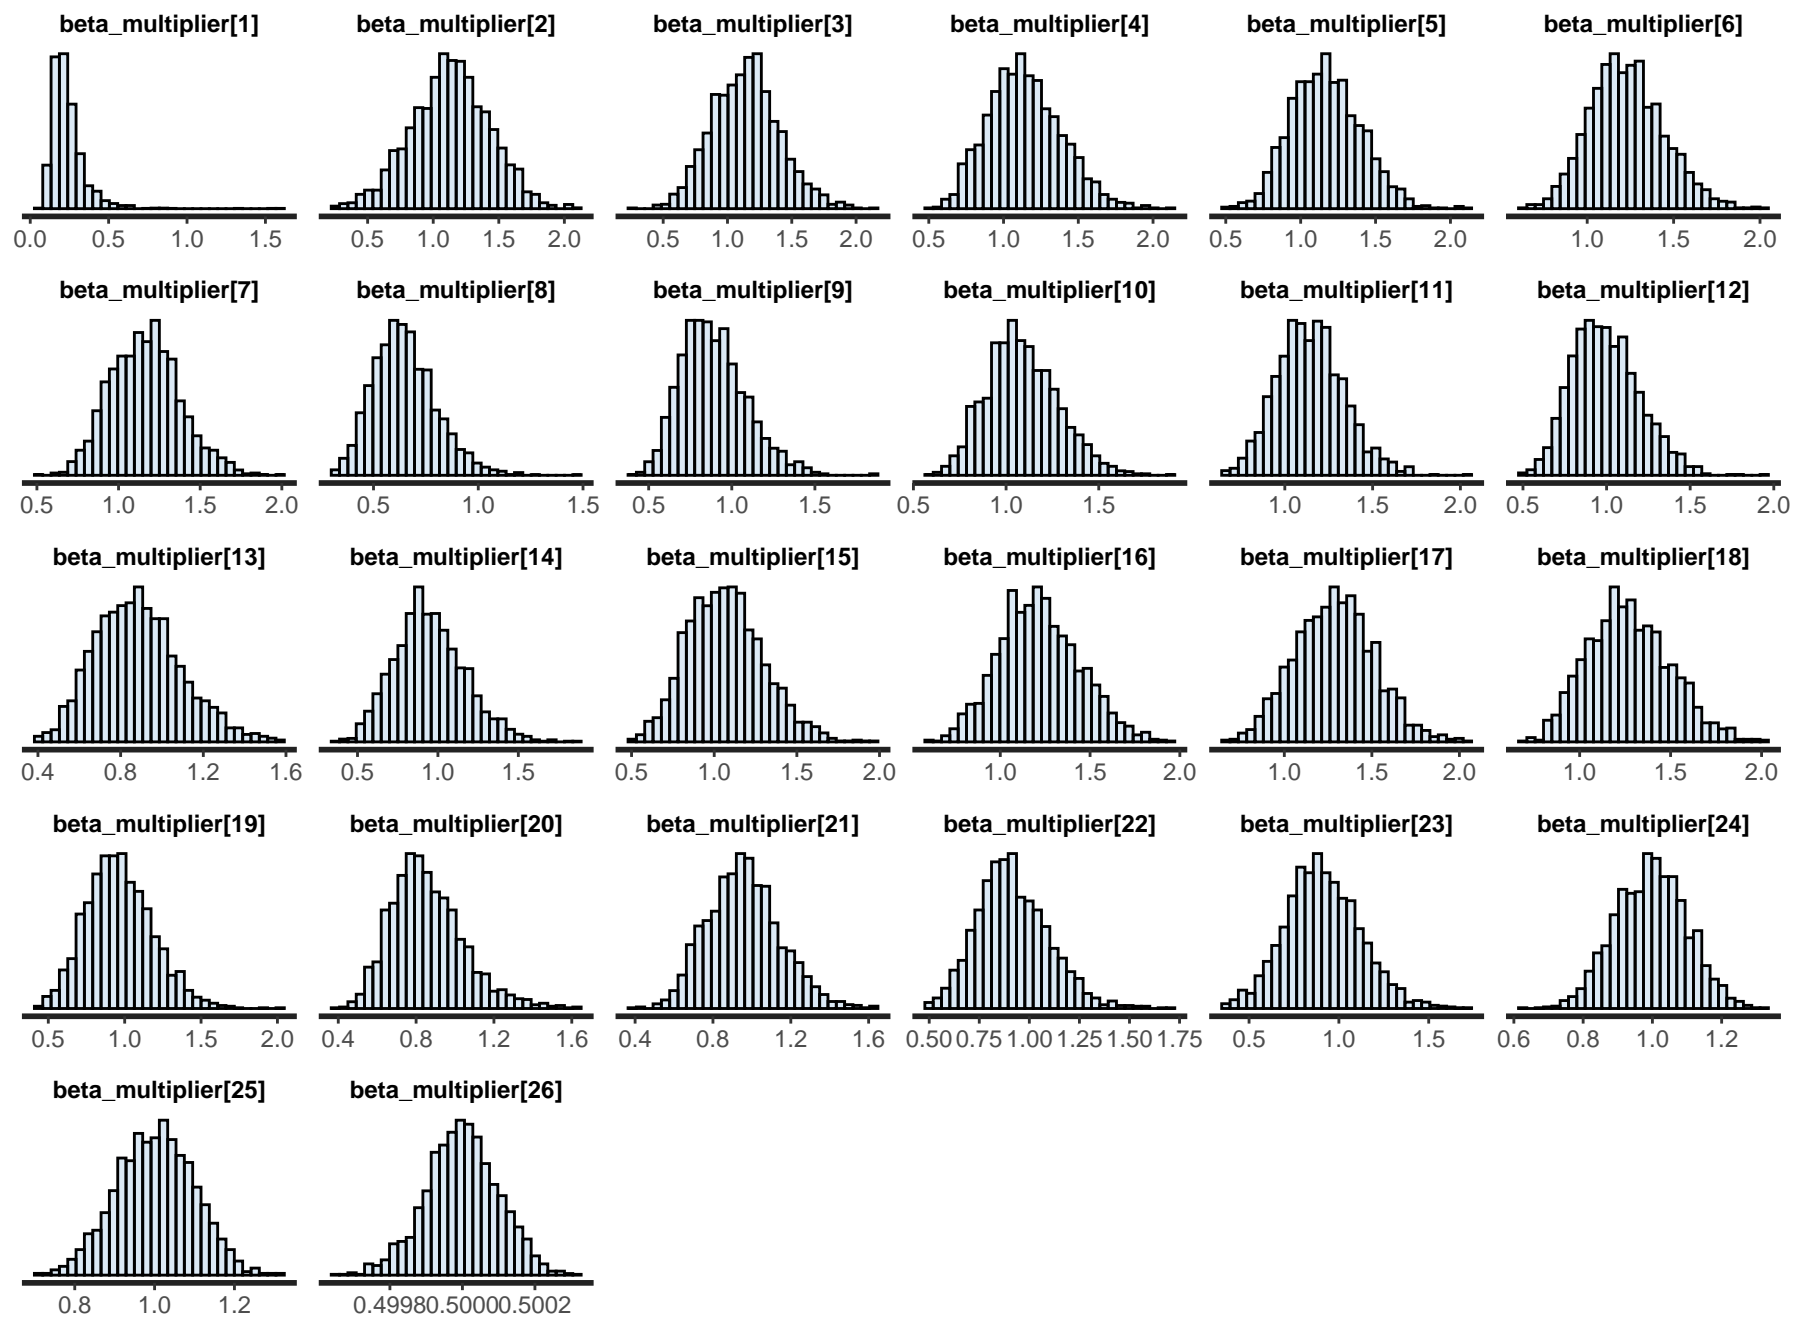 beta_multiplier[1] beta_multiplier[2] beta_multiplier[3] beta_multiplier[4] beta_multiplier[5] beta_multiplier[6]
0.0 0.5 1.0 1.5 0.5 1.0 1.5 2.0 0.5 1.0 1.5 2.0 0.5 1.0 1.5 2.0 0.5 1.0 1.5 2.0 1.0 1.5 2.0
beta_multiplier[7] beta_multiplier[8] beta_multiplier[9] beta_multiplier[10] beta_multiplier[11] beta_multiplier[12]
0.5 1.0 1.5 2.0 0.5 1.0 1.5 0.5 1.0 1.5 0.5 1.0 1.5 1.0 1.5 2.0 0.5 1.0 1.5 2.0
beta_multiplier[13] beta_multiplier[14] beta_multiplier[15] beta_multiplier[16] beta_multiplier[17] beta_multiplier[18]
0.4 0.8 1.2 1.6 0.5 1.0 1.5 0.5 1.0 1.5 2.0 1.0 1.5 2.0 1.0 1.5 2.0 1.0 1.5 2.0
beta_multiplier[19] beta_multiplier[20] beta_multiplier[21] beta_multiplier[22] beta_multiplier[23] beta_multiplier[24]
0.5 1.0 1.5 2.0 0.4 0.8 1.2 1.6 0.4 0.8 1.2 1.6 0.50 0.75 1.00 1.25 1.50 1.75 0.5 1.0 1.5 0.6 0.8 1.0 1.2
beta_multiplier[25] beta_multiplier[26]
0.8 1.0 1.2 0.4998 0.5000 0.5002